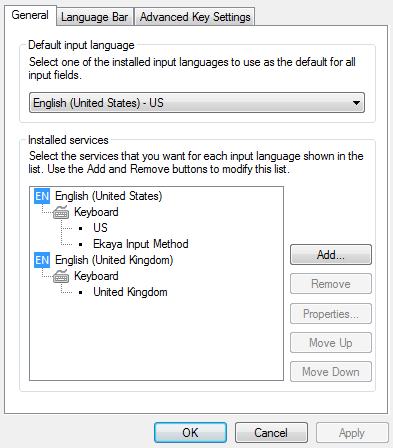 General
Language Bar
Advanced Key Settings
Default input language
Select one of the installed input languages to use as the default for all
input fields.
English (United States) - US
Installed services
Select the services that you want for each input language shown in the
list. Use the Add and Remove buttons to modify this list.
EN English (United States)
Keyboard
US
Ekaya Input Method
EN English (United Kingdom)
Keyboard
United Kingdom
Add...
Remove
Properties...
Move Up
Move Down
OK
Cancel
Apply